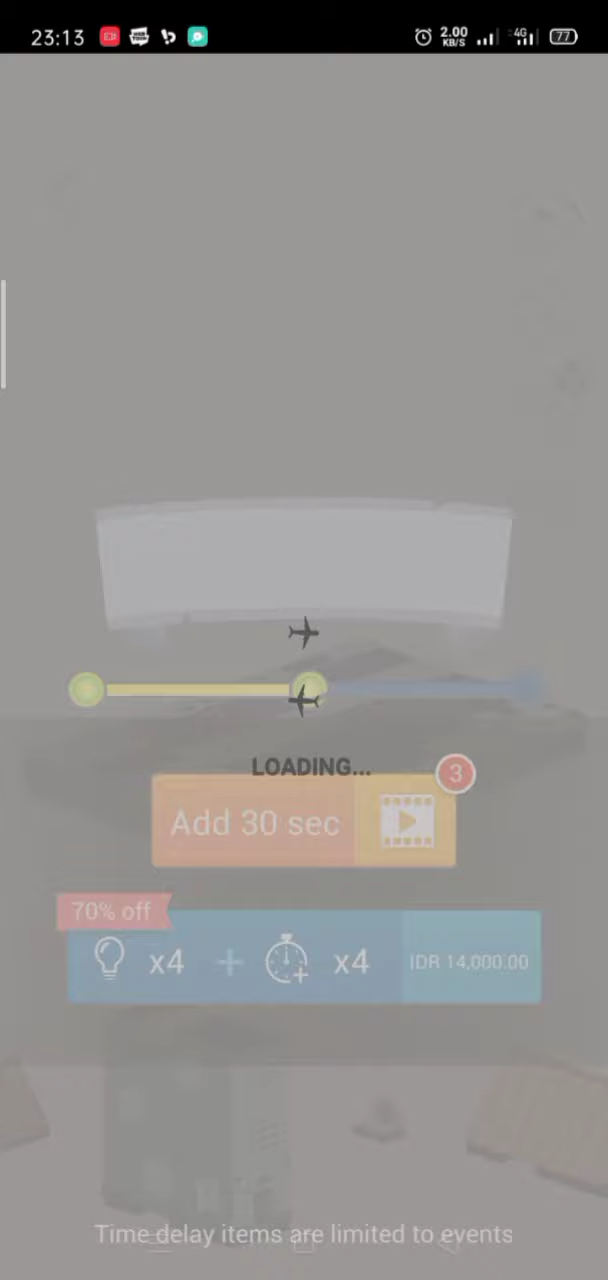 23:13
2.00
KB/S
4G
77
LOADING...
3
Add 30 sec
70% off
x4 + x4 IDR 14,000.00
Time delay items are limited to events